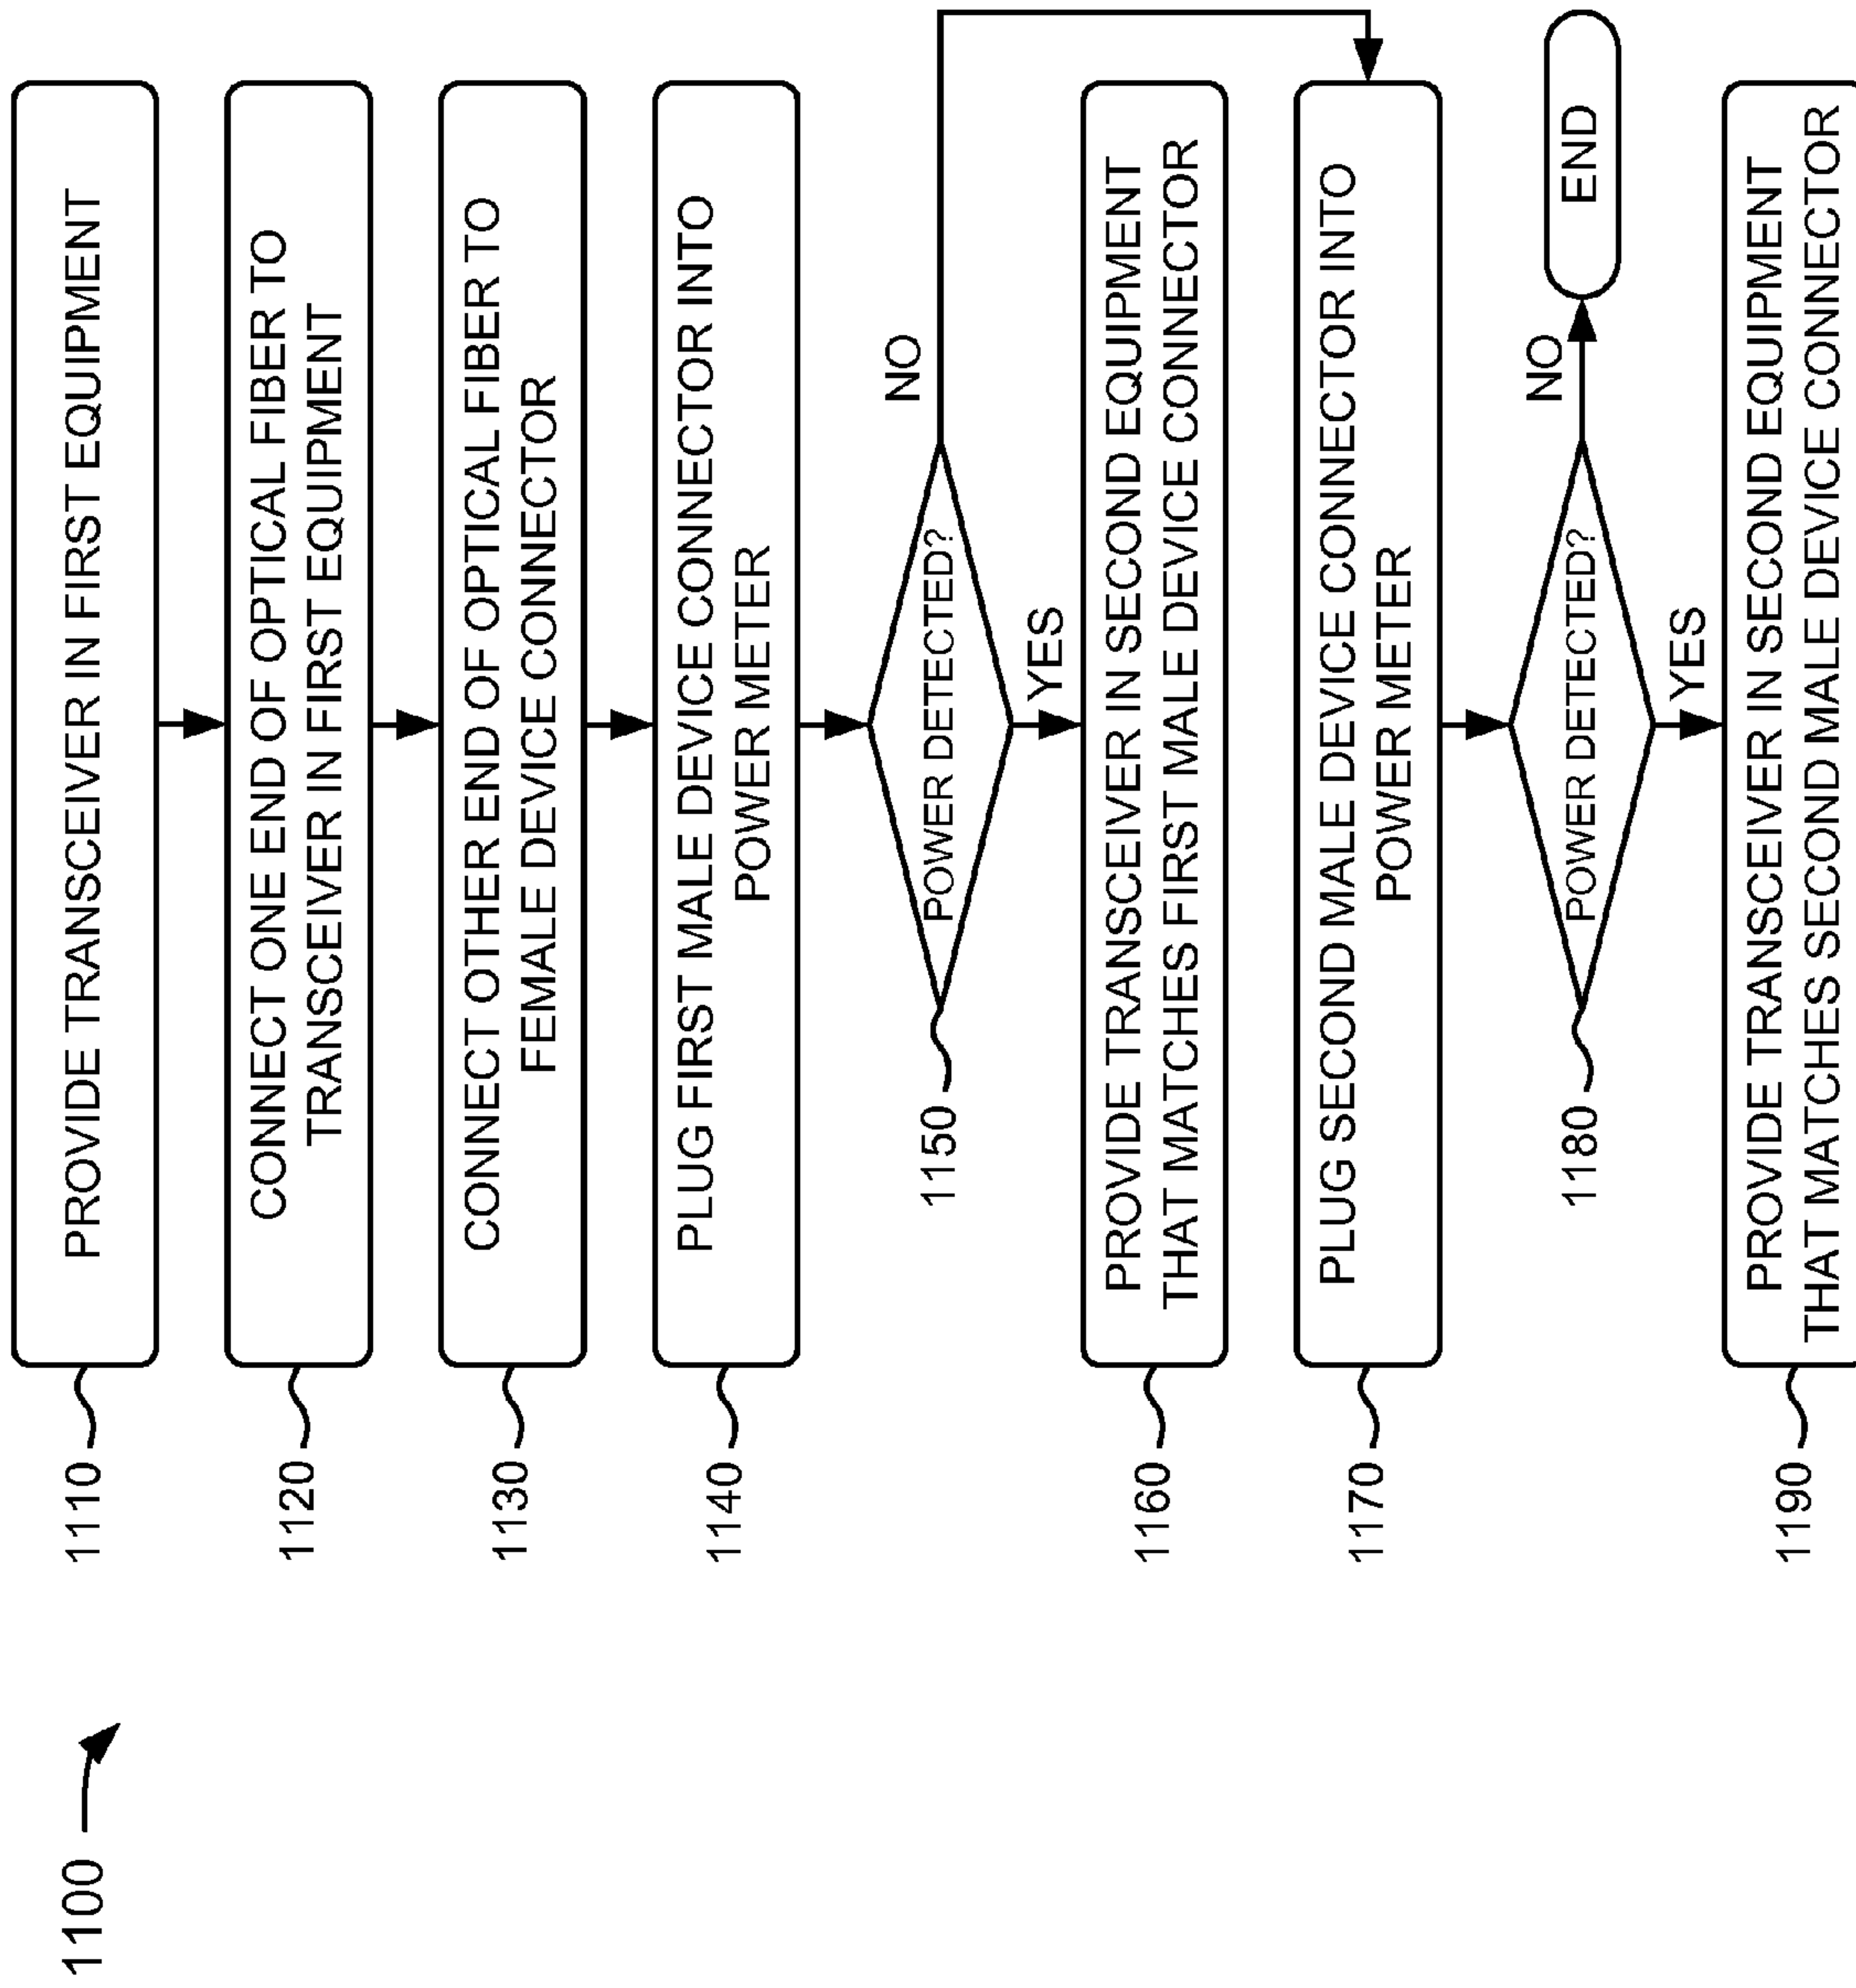 1100
1110
PROVIDE TRANSCEIVER IN FIRST EQUIPMENT
1120
CONNECT ONE END OF OPTICAL FIBER TO
TRANSCEIVER IN FIRST EQUIPMENT
1130
CONNECT OTHER END OF OPTICAL FIBER TO
FEMALE DEVICE CONNECTOR
1140
PLUG FIRST MALE DEVICE CONNECTOR INTO
POWER METER
1150
POWER DETECTED?
NO
YES
1160
PROVIDE TRANSCEIVER IN SECOND EQUIPMENT
THAT MATCHES FIRST MALE DEVICE CONNECTOR
1170
PLUG SECOND MALE DEVICE CONNECTOR INTO
POWER METER
1180
POWER DETECTED?
NO
END
YES
1190
PROVIDE TRANSCEIVER IN SECOND EQUIPMENT
THAT MATCHES SECOND MALE DEVICE CONNECTOR